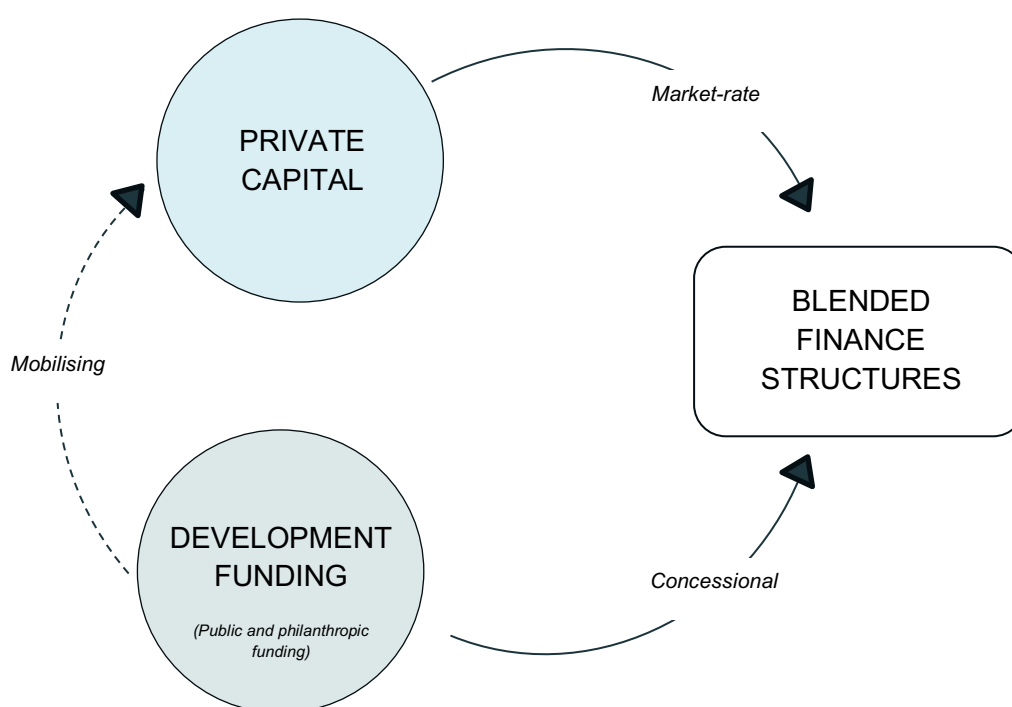 PRIVATE
CAPITAL
Market-rate
BLENDED
FINANCE
STRUCTURES
Mobilising
DEVELOPMENT
FUNDING
(Public and philanthropic
funding)
Concessional